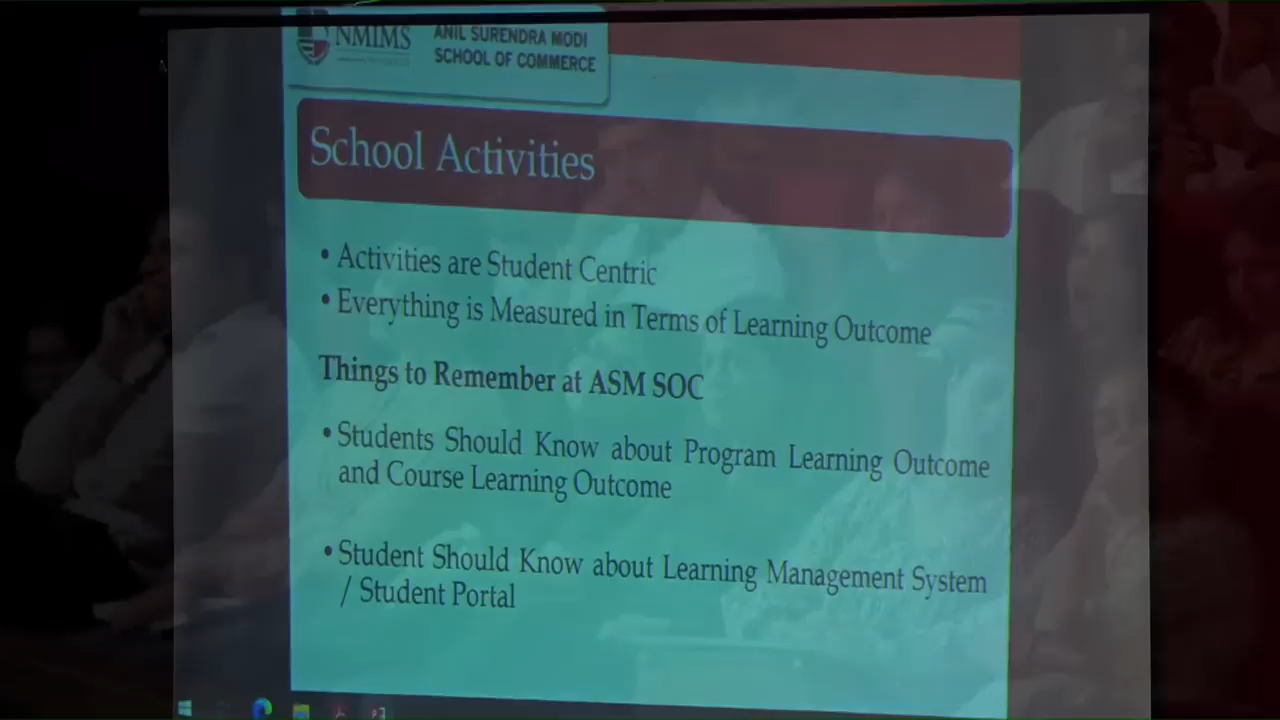 NMIMS
ANIL SURENDRA MODI
SCHOOL OF COMMERCE
School Activities
• Activities are Student Centric
• Everything is Measured in Terms of Learning Outcome
Things to Remember at ASM SOC
• Students Should Know about Program Learning Outcome
and Course Learning Outcome
• Student Should Know about Learning Management System
/ Student Portal